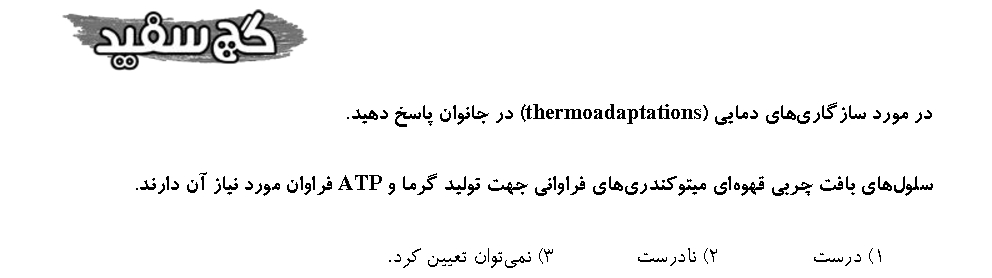 گچ سفید
در مورد سازگاری‌های دمایی (thermoadaptations) در جانوران پاسخ دهید.
سلول‌های بافت چربی قهوه‌ای میتوکندری‌های فراوانی جهت تولید گرما و ATP فراوان مورد نیاز آن دارند.
۱) درست ۲) نادرست ۳) نمی‌توان تعیین کرد.